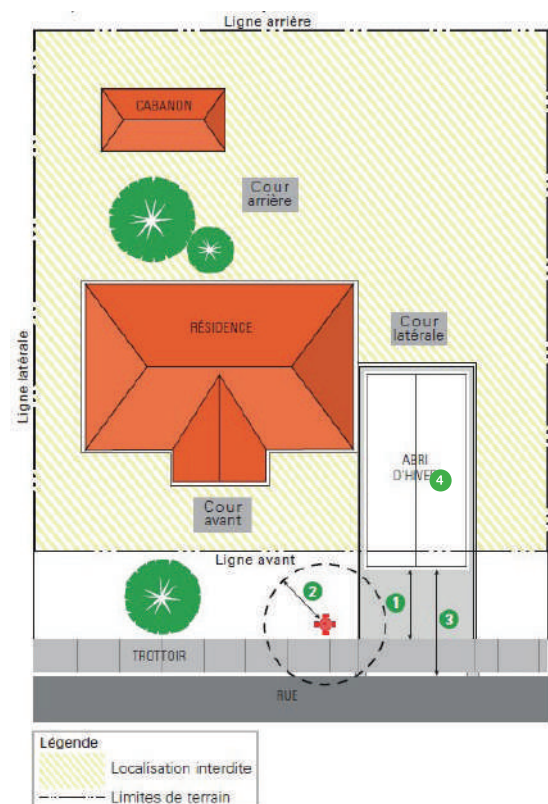 Ligne arrière
CABANON
Cour
arrière
Ligne latérale
RÉSIDENCE
Cour
latérale
ABRI
D'HIVER
4
Cour
avant
Ligne avant
2
1
3
TROTTOIR
RUE
Légende
Localisation interdite
Limites de terrain